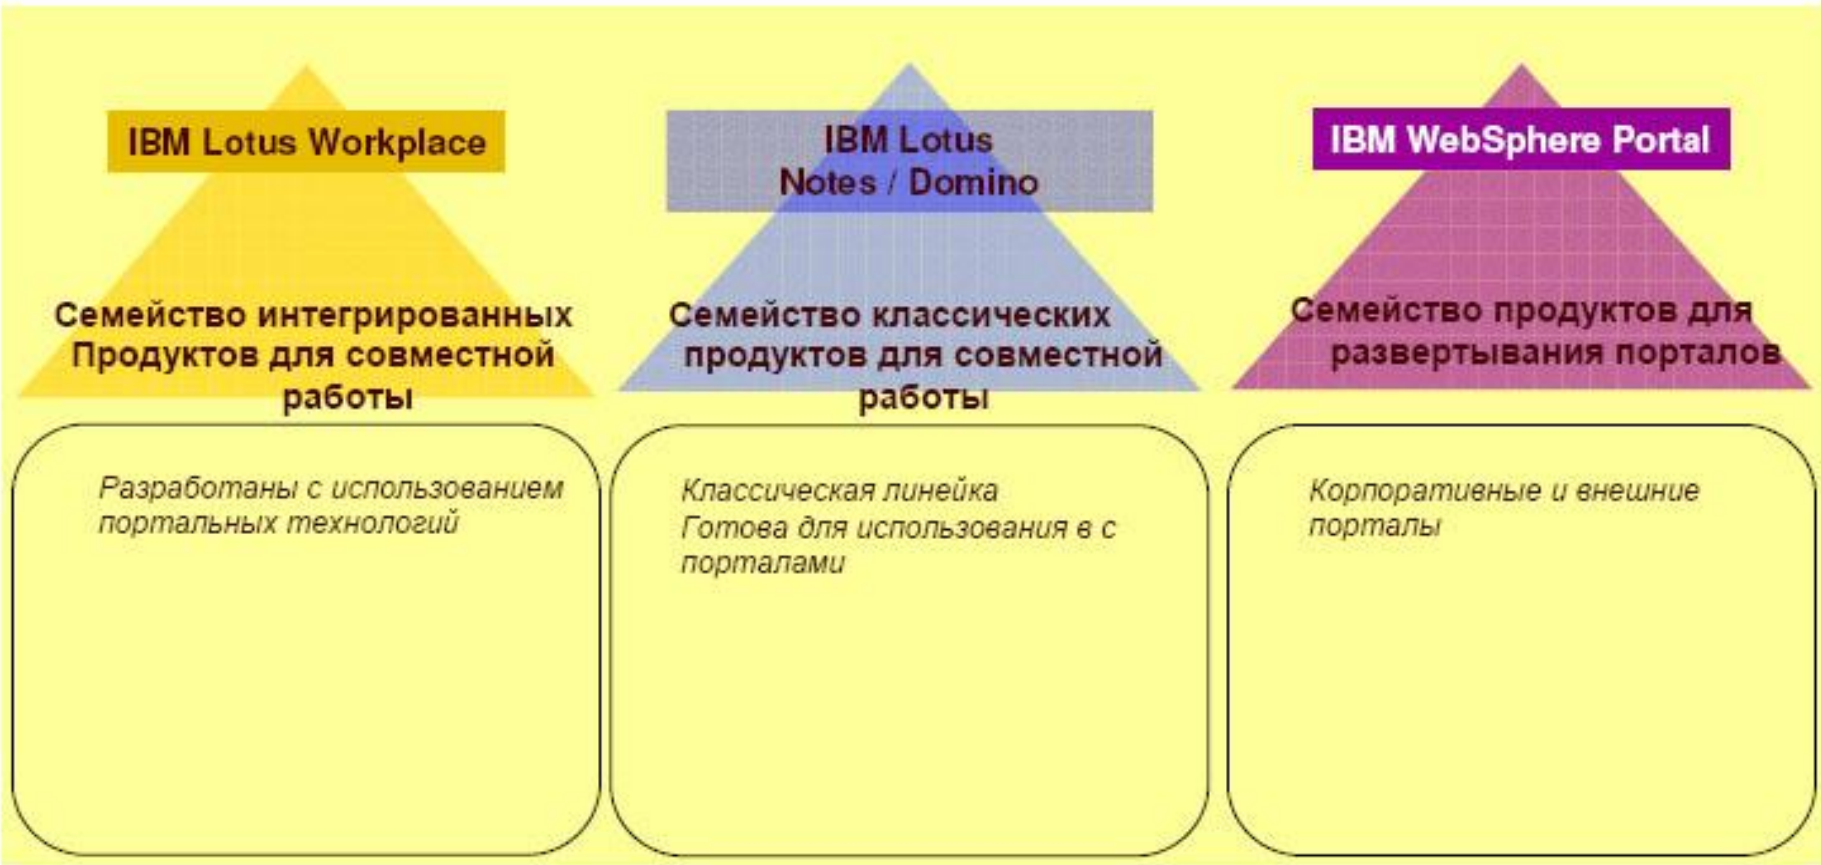 IBM Lotus Workplace
Семейство интегрированных
Продуктов для совместной
работы
Разработаны с использованием
портальных технологий
IBM Lotus
Notes / Domino
Семейство классических
продуктов для совместной
работы
Классическая линейка
Готова для использования в с
порталами
IBM WebSphere Portal
Семейство продуктов для
развертывания порталов
Корпоративные и внешние
порталы